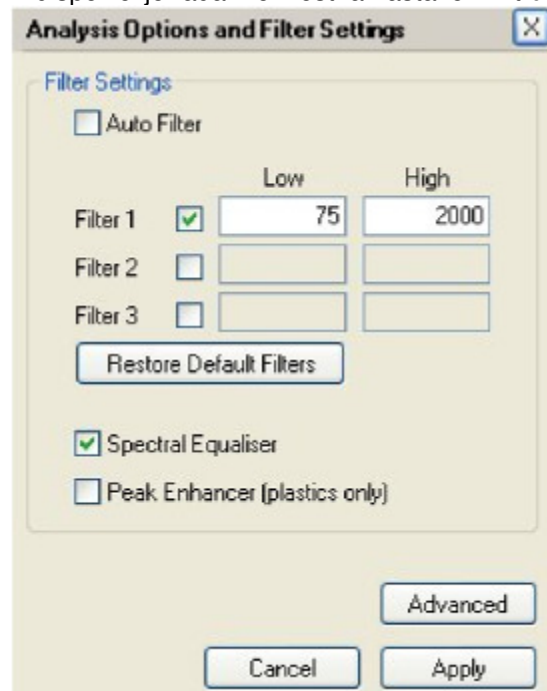 Analysis Options and Filter Settings
Filter Settings
Auto Filter
Low High
Filter 1 75 2000
Filter 2
Filter 3
Restore Default Filters
Spectral Equaliser
Peak Enhancer (plastics only)
Advanced
Cancel Apply